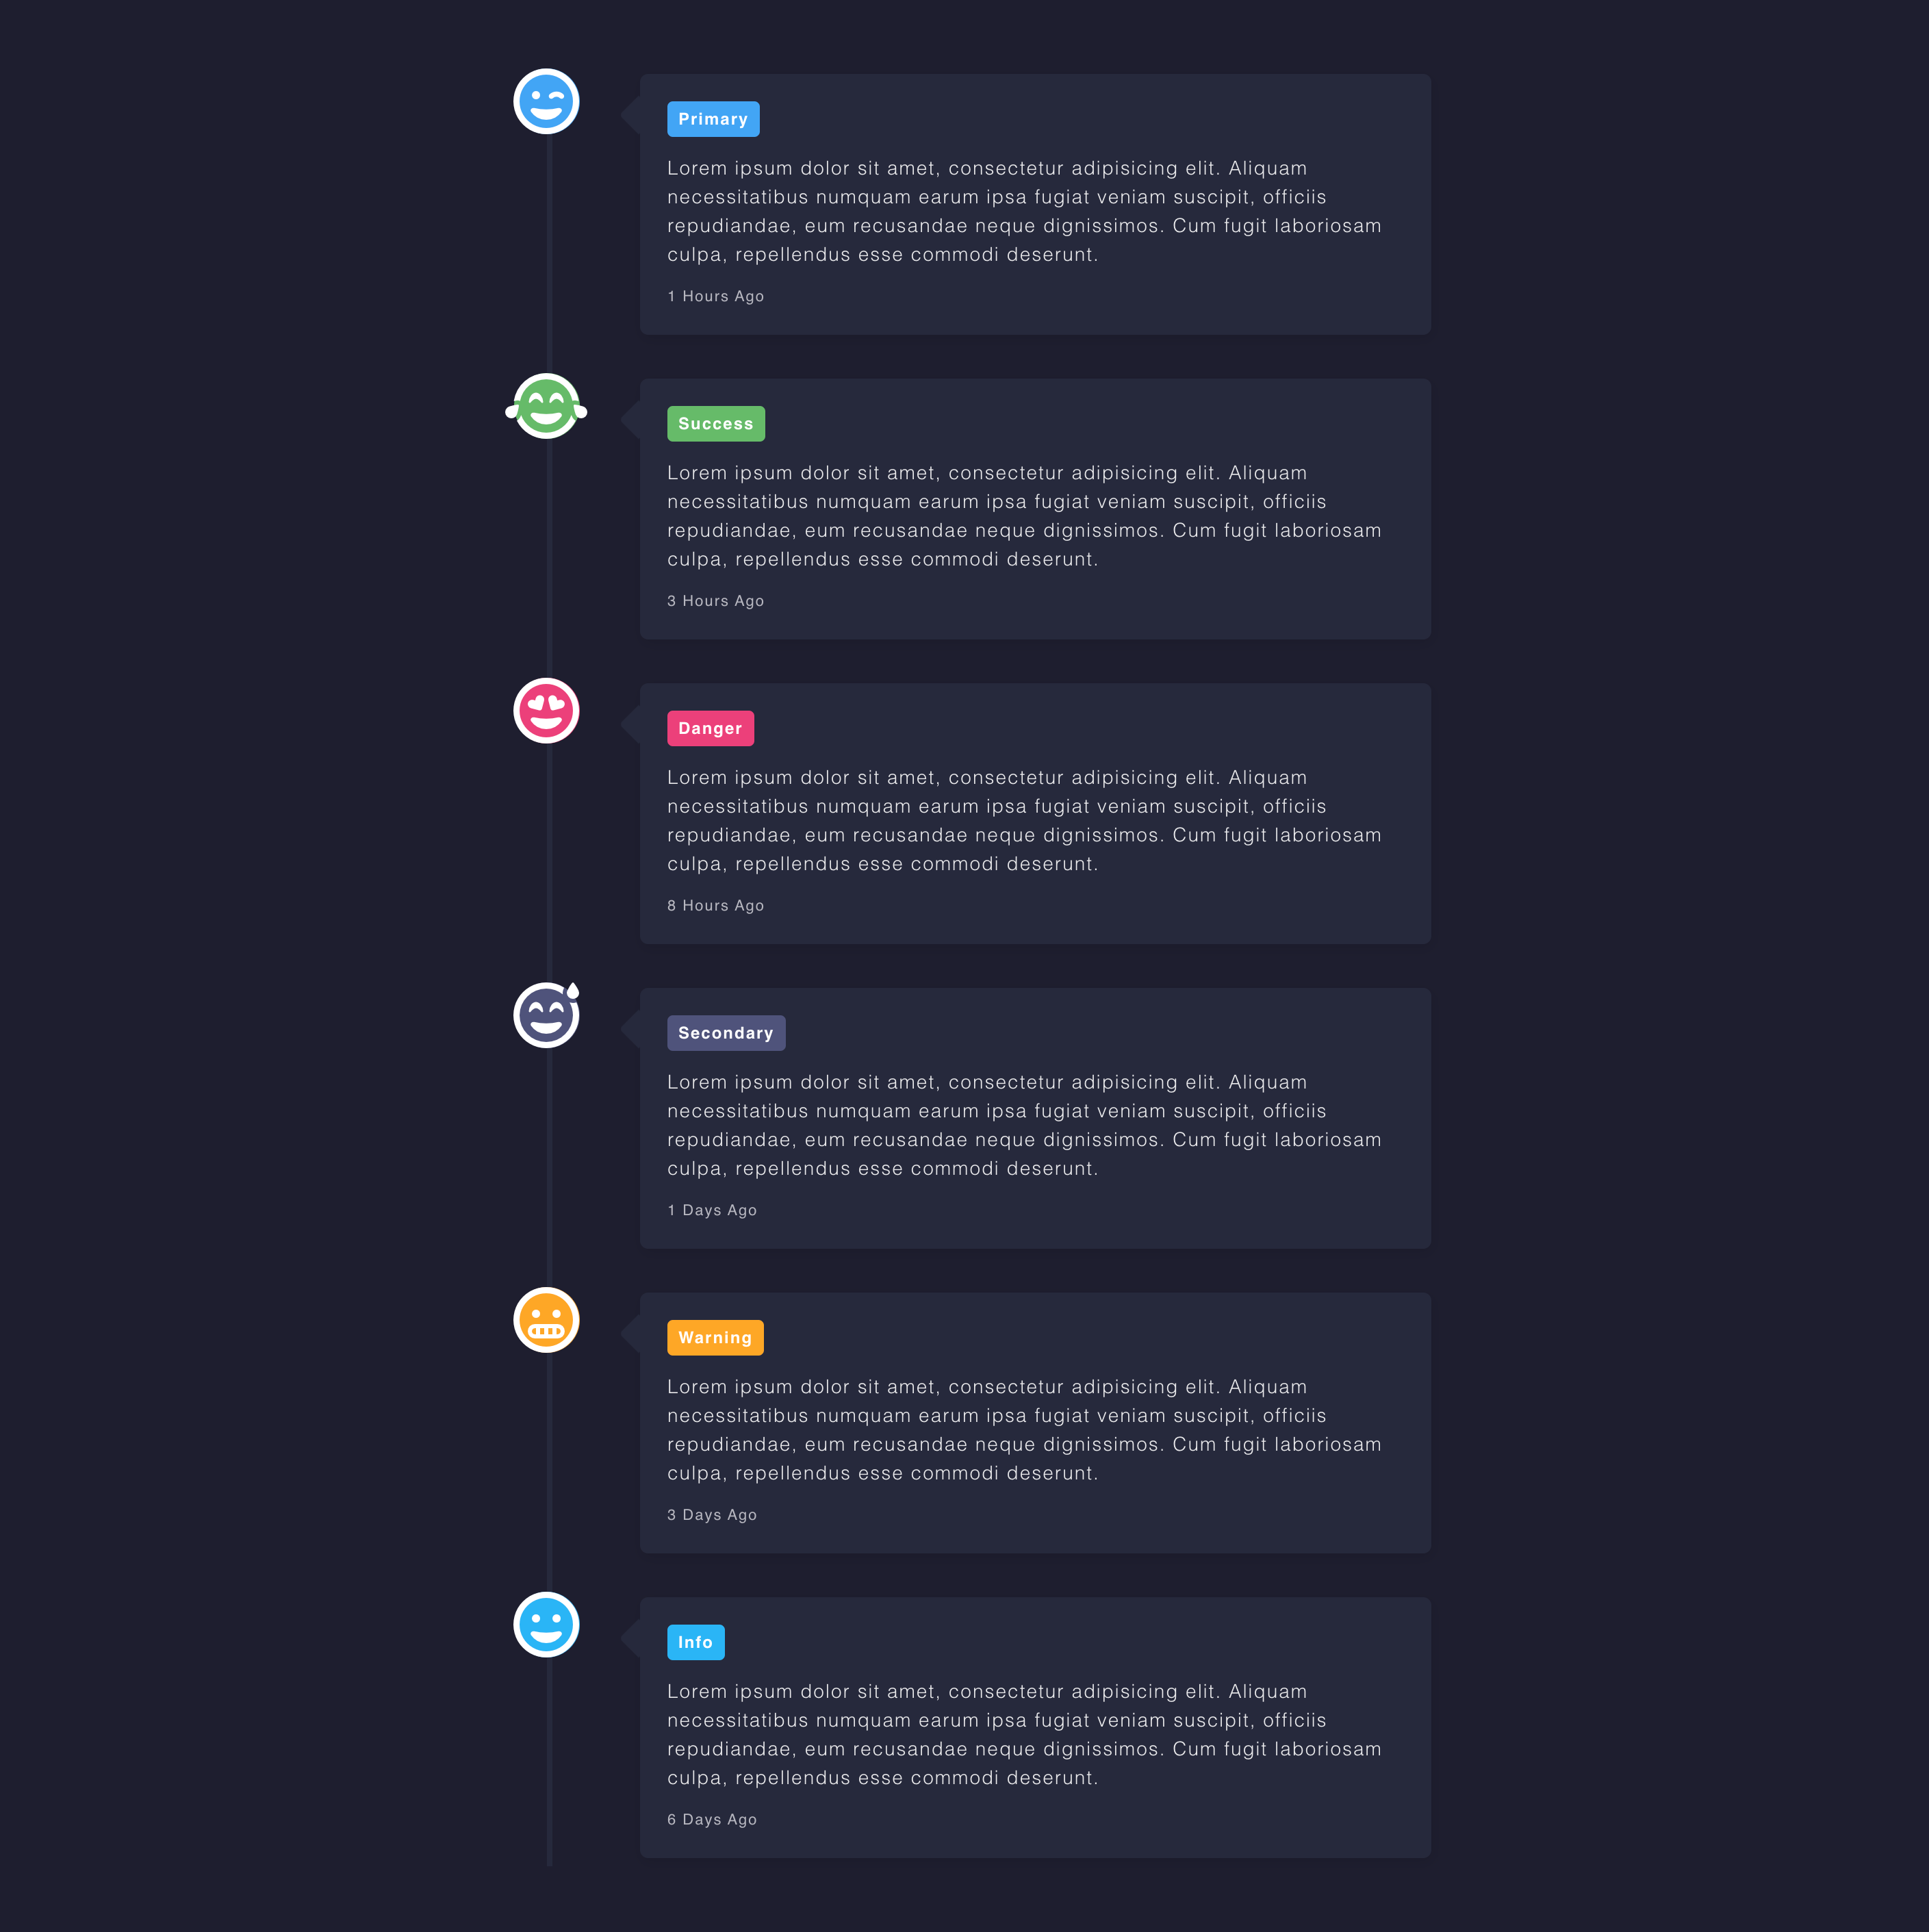 Primary
Lorem ipsum dolor sit amet, consectetur adipisicing elit. Aliquam
necessitatibus numquam earum ipsa fugiat veniam suscipit, officiis
repudiandae, eum recusandae neque dignissimos. Cum fugit laboriosam
culpa, repellendus esse commodi deserunt.
1 Hours Ago
Success
Lorem ipsum dolor sit amet, consectetur adipisicing elit. Aliquam
necessitatibus numquam earum ipsa fugiat veniam suscipit, officiis
repudiandae, eum recusandae neque dignissimos. Cum fugit laboriosam
culpa, repellendus esse commodi deserunt.
3 Hours Ago
Danger
Lorem ipsum dolor sit amet, consectetur adipisicing elit. Aliquam
necessitatibus numquam earum ipsa fugiat veniam suscipit, officiis
repudiandae, eum recusandae neque dignissimos. Cum fugit laboriosam
culpa, repellendus esse commodi deserunt.
8 Hours Ago
Secondary
Lorem ipsum dolor sit amet, consectetur adipisicing elit. Aliquam
necessitatibus numquam earum ipsa fugiat veniam suscipit, officiis
repudiandae, eum recusandae neque dignissimos. Cum fugit laboriosam
culpa, repellendus esse commodi deserunt.
1 Days Ago
Warning
Lorem ipsum dolor sit amet, consectetur adipisicing elit. Aliquam
necessitatibus numquam earum ipsa fugiat veniam suscipit, officiis
repudiandae, eum recusandae neque dignissimos. Cum fugit laboriosam
culpa, repellendus esse commodi deserunt.
3 Days Ago
Info
Lorem ipsum dolor sit amet, consectetur adipisicing elit. Aliquam
necessitatibus numquam earum ipsa fugiat veniam suscipit, officiis
repudiandae, eum recusandae neque dignissimos. Cum fugit laboriosam
culpa, repellendus esse commodi deserunt.
6 Days Ago